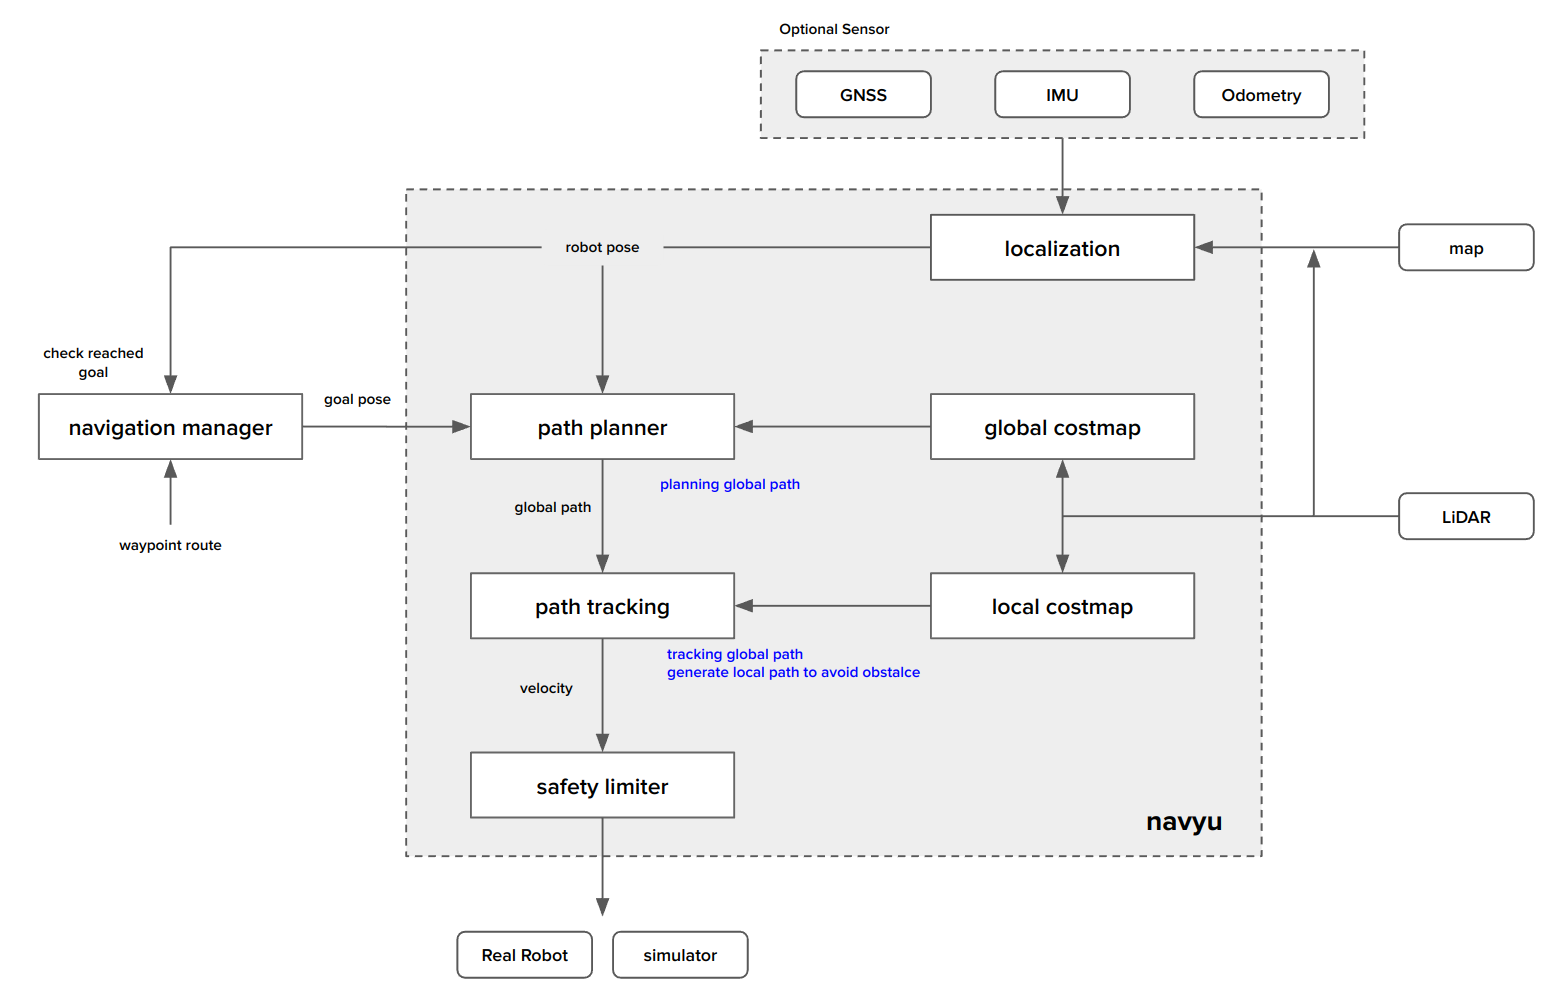 Optional Sensor
GNSS
IMU
Odometry
robot pose
localization
map
check reached
goal
goal pose
navigation manager
path planner
global costmap
planning global path
global path
LiDAR
waypoint route
path tracking
local costmap
tracking global path
generate local path to avoid obstalce
velocity
safety limiter
navyu
Real Robot
simulator